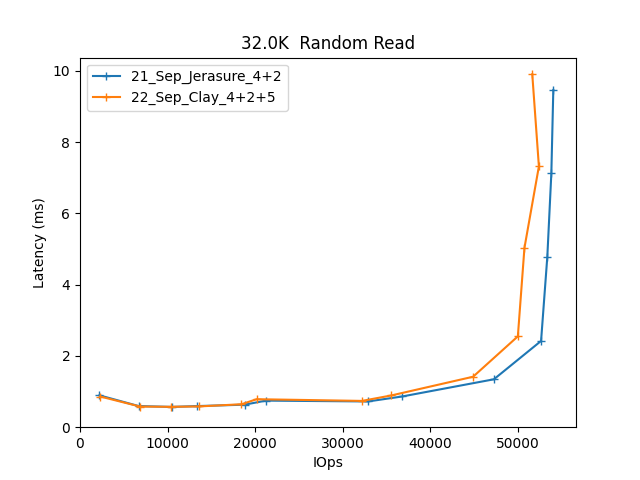 32.0K  Random Read
21_Sep_Jerasure_4+2
22_Sep_Clay_4+2+5
10
8
6
4
2
0
Latency (ms)
0 10000 20000 30000 40000 50000
IOps